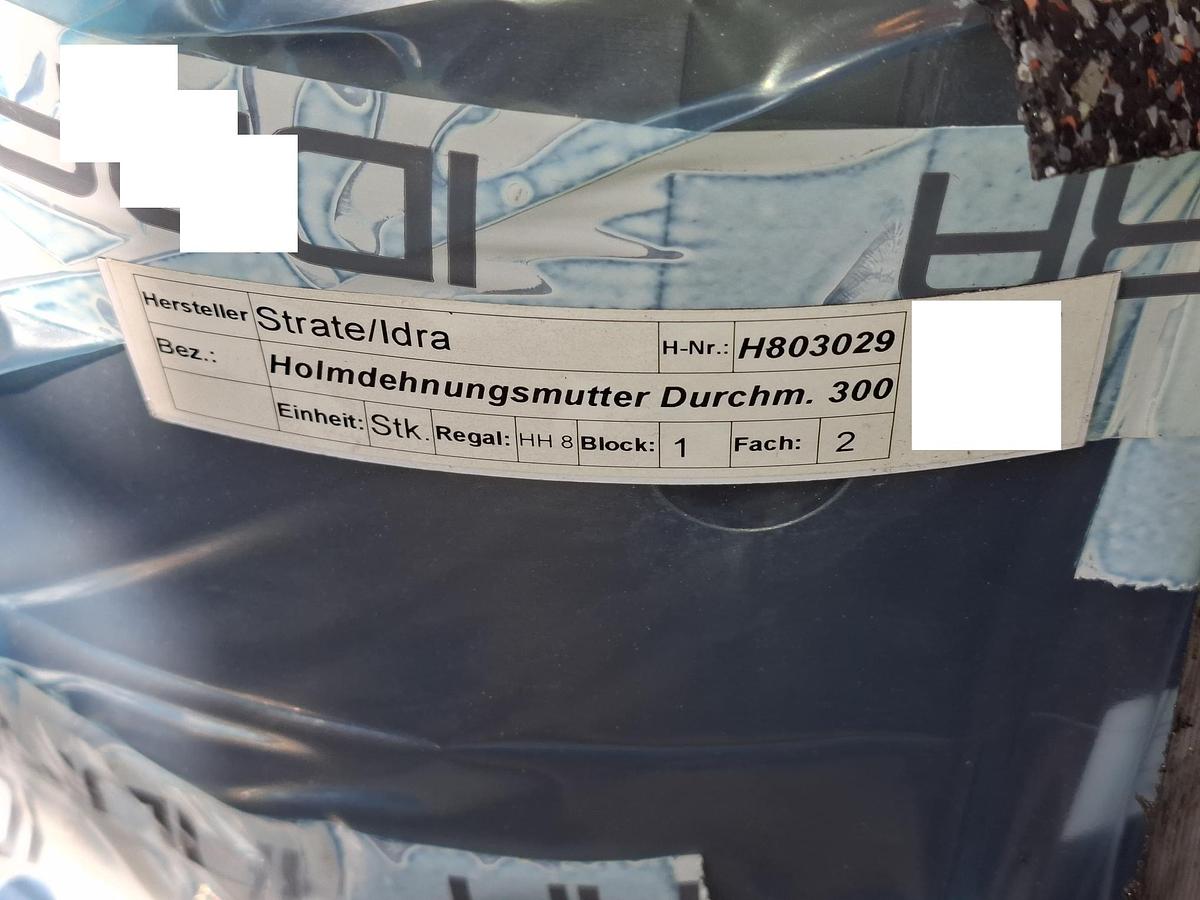 Hersteller Strate/Idra H-Nr.: H803029
Bez.: Holmdehnungsmutter Durchm. 300
Einheit: Stk. Regal: HH 8 Block: 1 Fach: 2